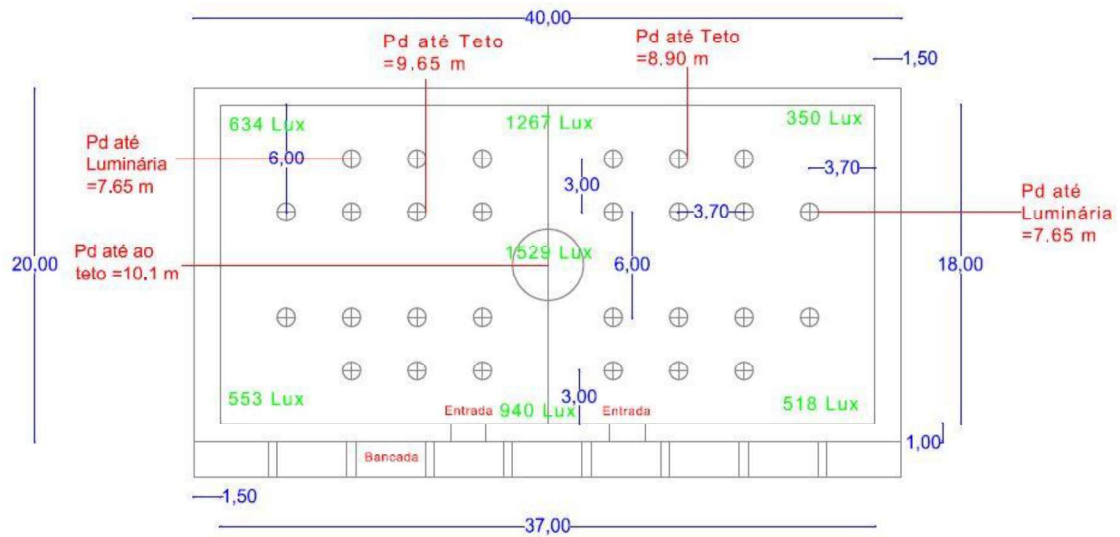 40,00
Pd até Teto
=9.65 m
Pd até Teto
=8.90 m
1,50
634 Lux
1267 Lux
350 Lux
Pd até
Luminária
=7.65 m
6,00
3,00
3,70
3,70
Pd até
Luminária
=7.65 m
20,00
Pd até ao
teto =10.1 m
1529 Lux
6,00
18,00
553 Lux
3,00
940 Lux
518 Lux
Entrada
Entrada
1,00
Bancada
1,50
37,00